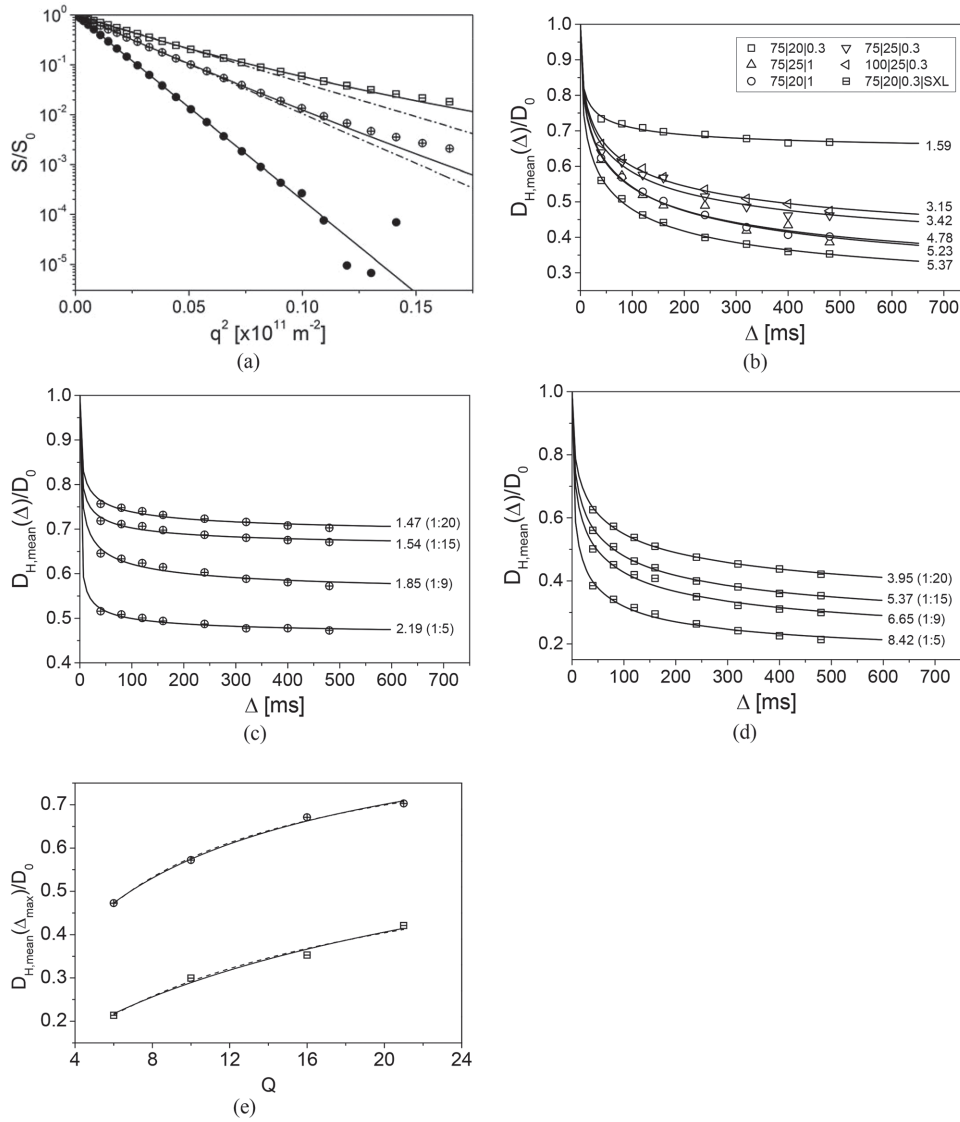 10⁰
10⁻¹
10⁻²
10⁻³
10⁻⁴
10⁻⁵
S/S₀
0.00 0.05 0.10 0.15
q² [x10¹¹ m⁻²]
(a)
1.0
0.9
0.8
0.7
0.6
0.5
0.4
0.3
D_H,mean(Δ)/D₀
75|20|0.3 75|25|0.3
75|25|1 100|25|0.3
75|20|1 75|20|0.3|SXL
1.59
3.15
3.42
4.78
5.23
5.37
0 100 200 300 400 500 600 700
Δ [ms]
(b)
1.0
0.9
0.8
0.7
0.6
0.5
0.4
D_H,mean(Δ)/D₀
1.47 (1:20)
1.54 (1:15)
1.85 (1:9)
2.19 (1:5)
0 100 200 300 400 500 600 700
Δ [ms]
(c)
1.0
0.8
0.6
0.4
0.2
D_H,mean(Δ)/D₀
3.95 (1:20)
5.37 (1:15)
6.65 (1:9)
8.42 (1:5)
0 100 200 300 400 500 600 700
Δ [ms]
(d)
0.7
0.6
0.5
0.4
0.3
0.2
D_H,mean(Δ_max)/D₀
4 8 12 16 20 24
Q
(e)